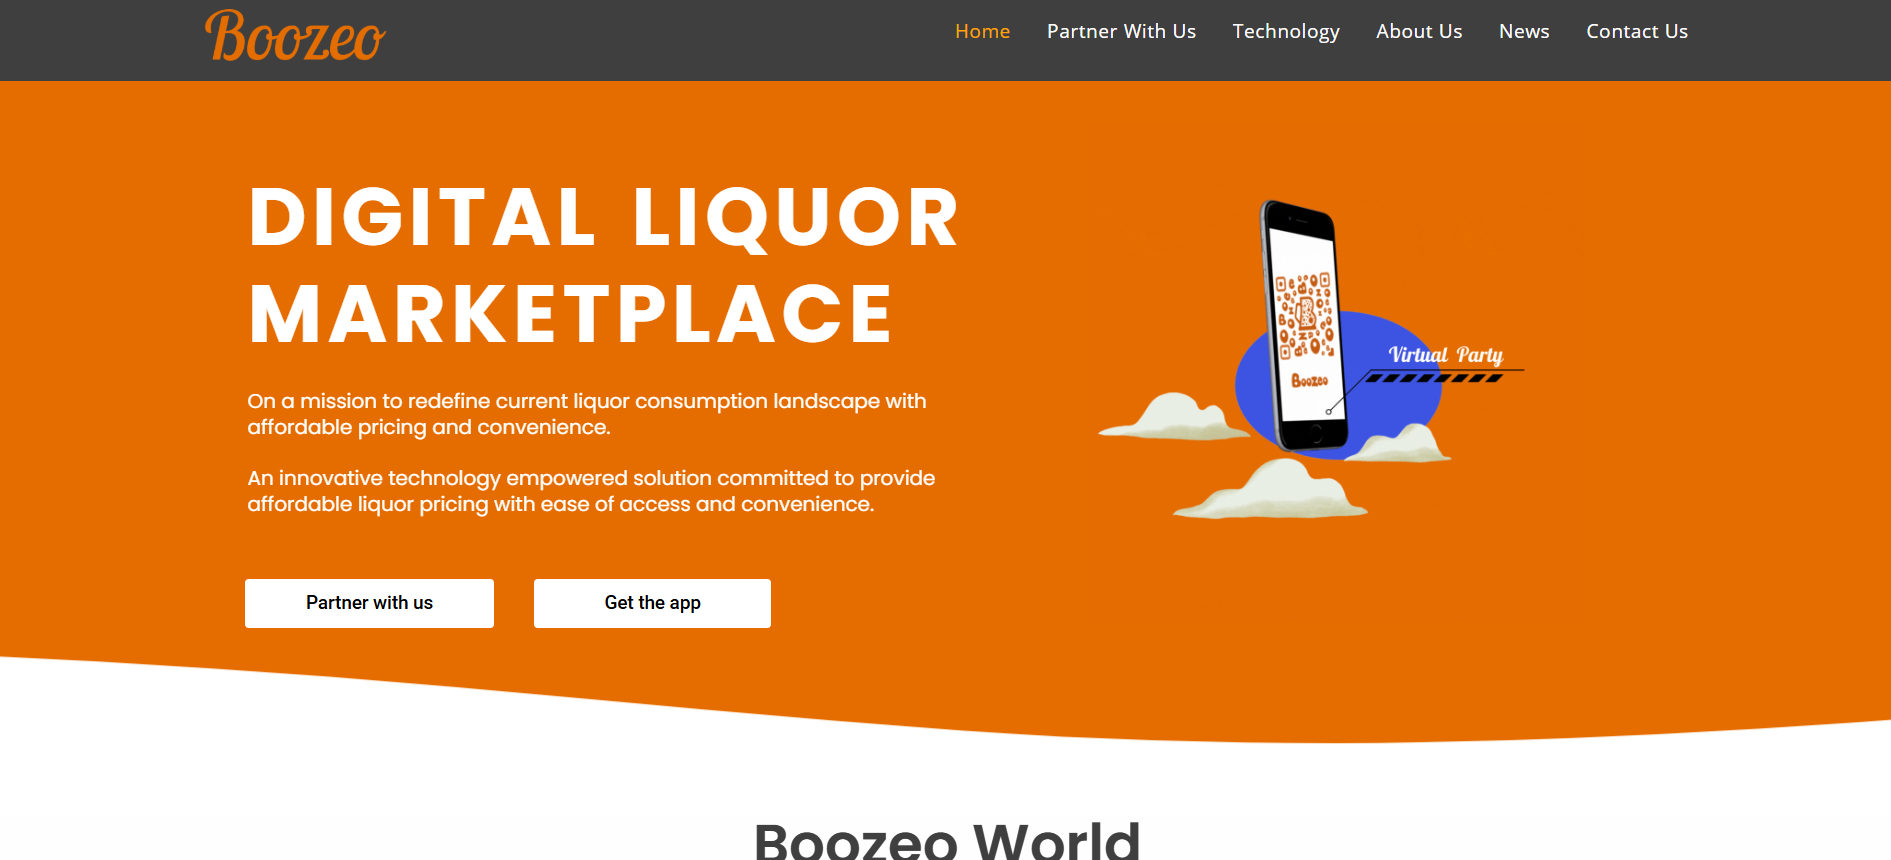 Boozeo
Home
Partner With Us
Technology
About Us
News
Contact Us
DIGITAL LIQUOR
MARKETPLACE
On a mission to redefine current liquor consumption landscape with
affordable pricing and convenience.
An innovative technology empowered solution committed to provide
affordable liquor pricing with ease of access and convenience.
Partner with us
Get the app
Boozeo
Virtual Party
Boozeo World